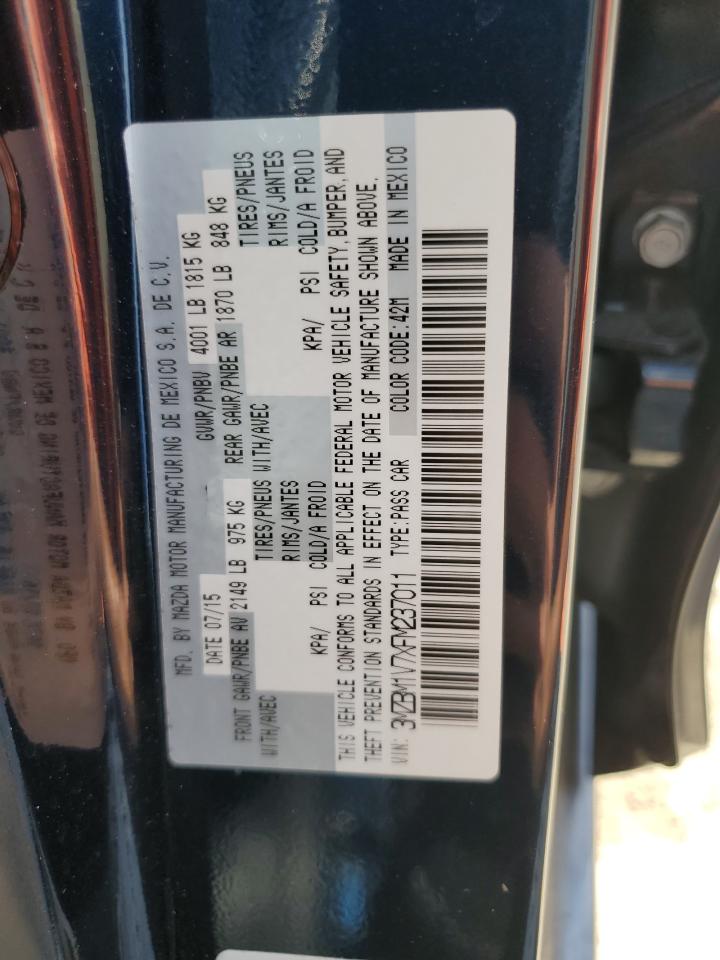 MFD. BY MAZDA MOTOR MANUFACTURING DE MEXICO S.A. DE C.V.
DATE 07/15 GVWR/PNBV 4001 LB 1815 KG
FRONT GAWR/PNBE AV 2149 LB 975 KG REAR GAWR/PNBE AR 1870 LB 848 KG
WITH/AVEC TIRES/PNEUS WITH/AVEC TIRES/PNEUS
RIMS/JANTES RIMS/JANTES
KPA/ PSI COLD/A FROID KPA/ PSI COLD/A FROID
THIS VEHICLE CONFORMS TO ALL APPLICABLE FEDERAL MOTOR VEHICLE SAFETY, BUMPER, AND
THEFT PREVENTION STANDARDS IN EFFECT ON THE DATE OF MANUFACTURE SHOWN ABOVE.
VIN: 3MZBM1V7XFM237011 TYPE:PASS CAR COLOR CODE:42M MADE IN MEXICO